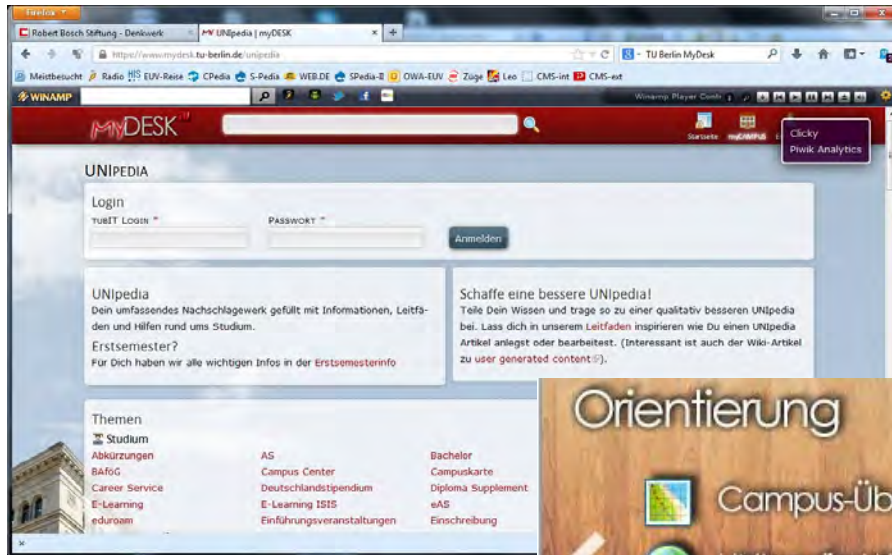 Firefox
Robert Bosch Stiftung - Denkwerk
UNIpedia | myDESK
https://www.mydesk.tu-berlin.de/unipedia
TU Berlin MyDesk
Meistbesucht
Radio
EUV-Reise
CPedia
S-Pedia
WEB.DE
SPedia-II
OWA-EUV
Züge
Leo
CMS-int
CMS-ext
WINAMP
Winamp Player Contr
myDESK
Startseite
myCAMPUS
Clicky
Piwik Analytics
UNIPEDIA
Login
TUBIT LOGIN *
PASSWORT *
Anmelden
UNIpedia
Dein umfassendes Nachschlagewerk gefüllt mit Informationen, Leitfä-
den und Hilfen rund ums Studium.
Erstsemester?
Für Dich haben wir alle wichtigen Infos in der Erstsemesterinfo
Schaffe eine bessere UNIpedia!
Teile Dein Wissen und trage so zu einer qualitativ besseren UNIpedia
bei. Lass dich in unserem Leitfaden inspirieren wie Du einen UNIpedia
Artikel anlegst oder bearbeitest. (Interessant ist auch der Wiki-Artikel
zu user generated content).
Themen
Studium
Abkürzungen
AS
Bachelor
BAföG
Campus Center
Campuskarte
Career Service
Deutschlandstipendium
Diploma Supplement
E-Learning
E-Learning ISIS
eAS
eduroam
Einführungsveranstaltungen
Einschreibung
Orientierung
Campus-Üb